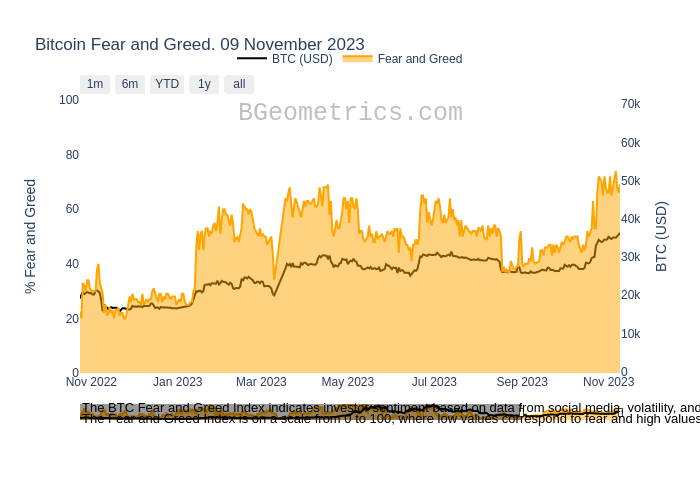 Bitcoin Fear and Greed. 09 November 2023
BTC (USD) Fear and Greed
1m 6m YTD 1y all
BGeometrics.com
100
80
60
40
20
0
% Fear and Greed
70k
60k
50k
40k
30k
20k
10k
0
BTC (USD)
Nov 2022 Jan 2023 Mar 2023 May 2023 Jul 2023 Sep 2023 Nov 2023
The BTC Fear and Greed Index indicates investor sentiment based on data from social media, volatility, and
The Fear and Greed Index is on a scale from 0 to 100, where low values correspond to fear and high values